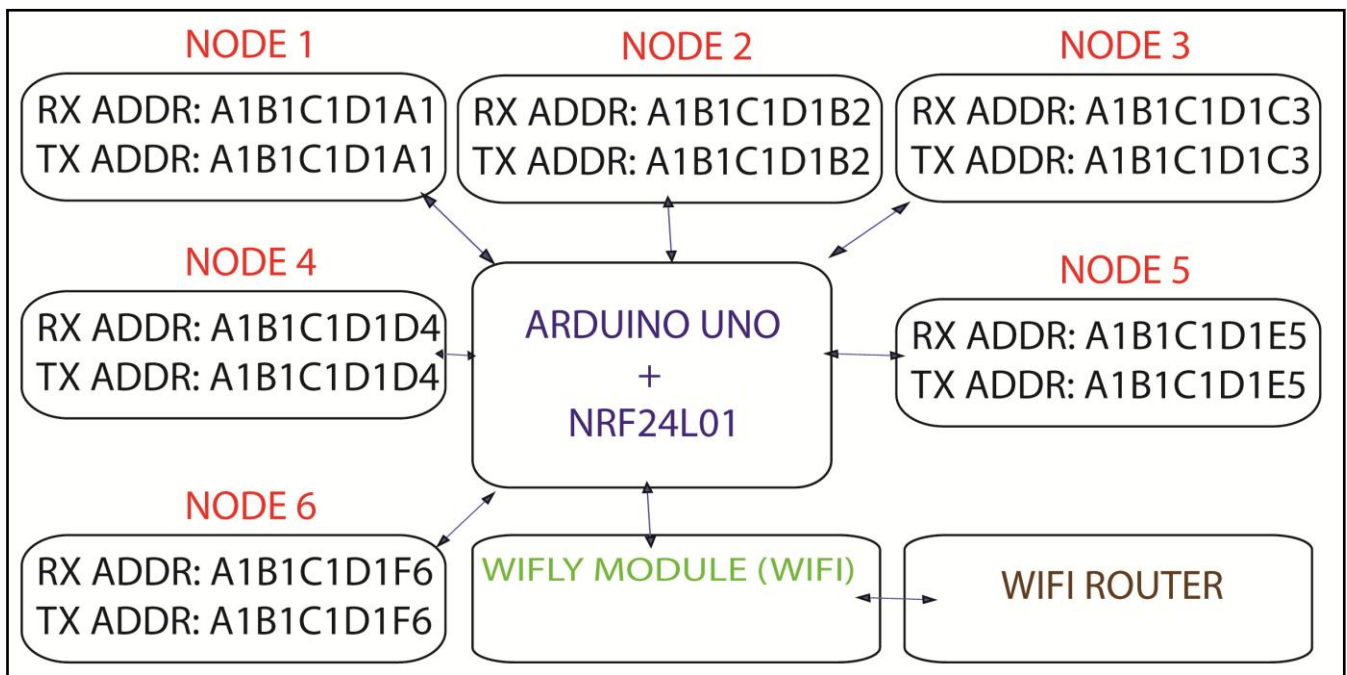 NODE 1
RX ADDR: A1B1C1D1A1
TX ADDR: A1B1C1D1A1
NODE 2
RX ADDR: A1B1C1D1B2
TX ADDR: A1B1C1D1B2
NODE 3
RX ADDR: A1B1C1D1C3
TX ADDR: A1B1C1D1C3
NODE 4
RX ADDR: A1B1C1D1D4
TX ADDR: A1B1C1D1D4
ARDUINO UNO
+
NRF24L01
NODE 5
RX ADDR: A1B1C1D1E5
TX ADDR: A1B1C1D1E5
NODE 6
RX ADDR: A1B1C1D1F6
TX ADDR: A1B1C1D1F6
WIFLY MODULE (WIFI)
WIFI ROUTER